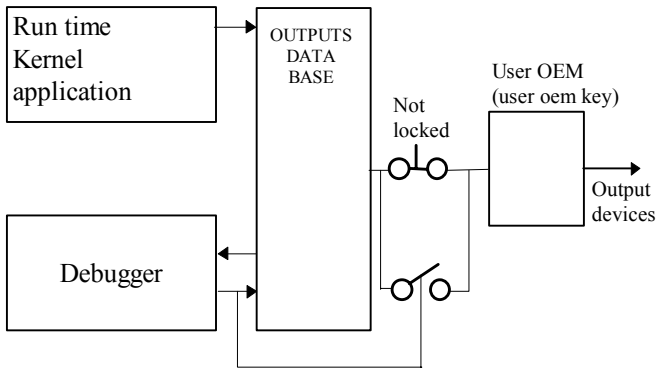 Run time
Kernel
application
OUTPUTS
DATA
BASE
User OEM
(user oem key)
Not
locked
Output
devices
Debugger